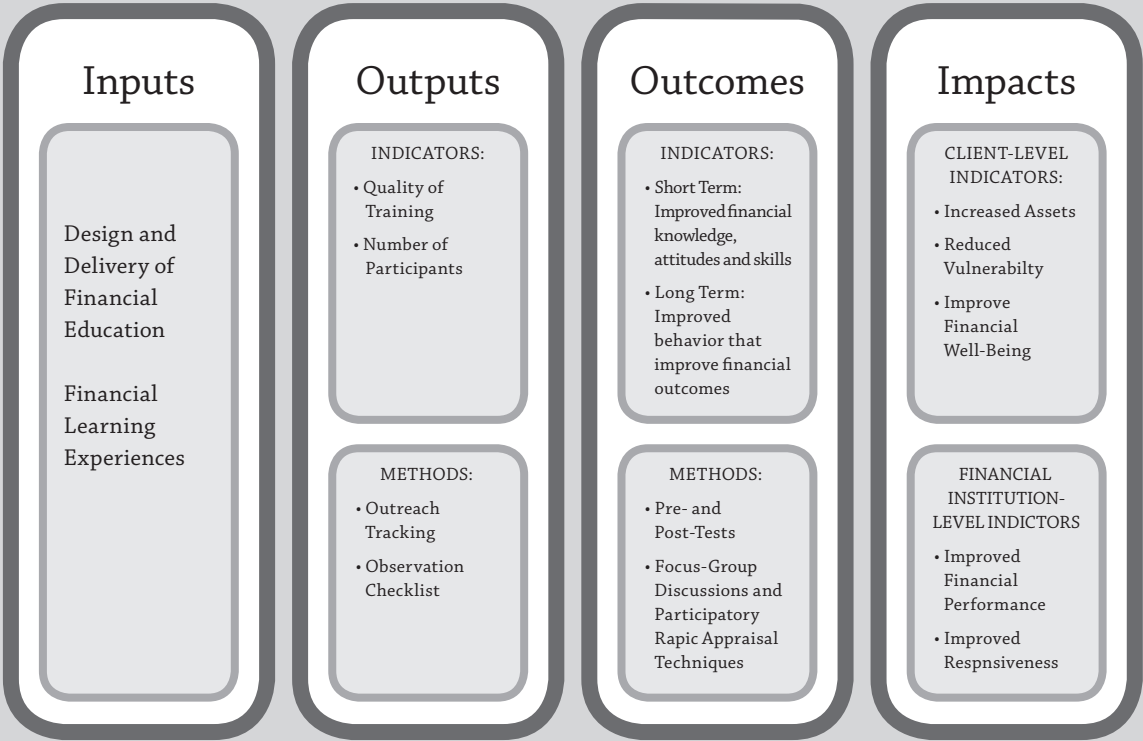 Inputs
Design and
Delivery of
Financial
Education
Financial
Learning
Experiences
Outputs
INDICATORS:
• Quality of
Training
• Number of
Participants
METHODS:
• Outreach
Tracking
• Observation
Checklist
Outcomes
INDICATORS:
• Short Term:
Improved financial
knowledge,
attitudes and skills
• Long Term:
Improved
behavior that
improve financial
outcomes
METHODS:
• Pre- and
Post-Tests
• Focus-Group
Discussions and
Participatory
Rapic Appraisal
Techniques
Impacts
CLIENT-LEVEL
INDICATORS:
• Increased Assets
• Reduced
Vulnerabilty
• Improve
Financial
Well-Being
FINANCIAL
INSTITUTION-
LEVEL INDICTORS
• Improved
Financial
Performance
• Improved
Respnsiveness